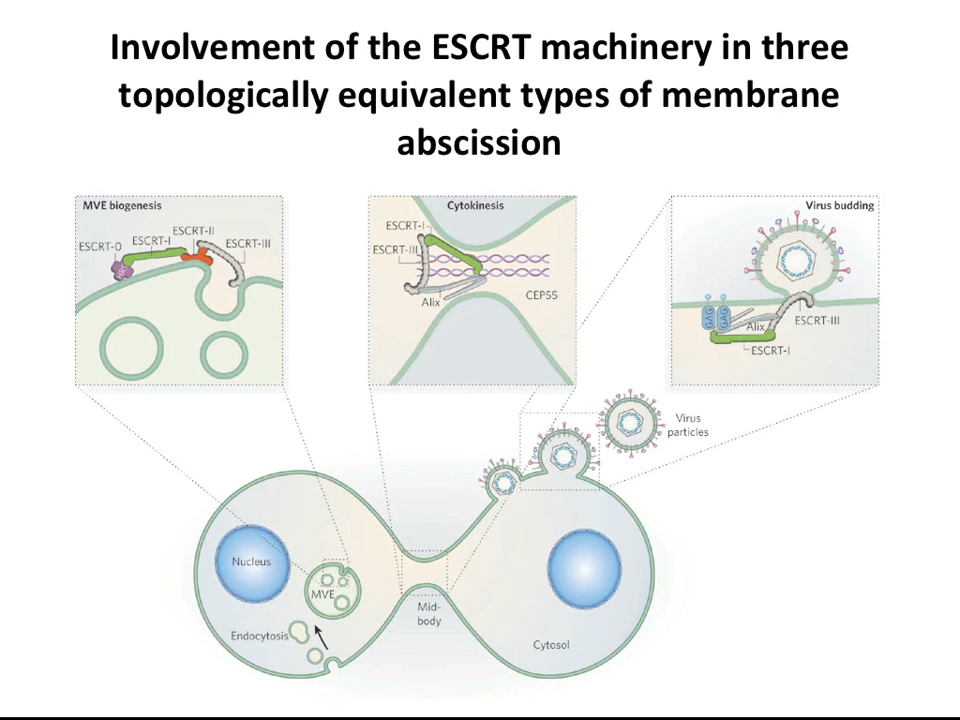 Involvement of the ESCRT machinery in three
topologically equivalent types of membrane
abscission
MVE biogenesis
ESCRT-0
ESCRT-I
ESCRT-II
ESCRT-III
HRC
Cytokinesis
ESCRT-I
ESCRT-III
Alix
CEP55
Virus budding
GAG
GAG
Alix
ESCRT-III
ESCRT-I
Virus
particles
Nucleus
MVE
Endocytosis
Mid-
body
Cytosol